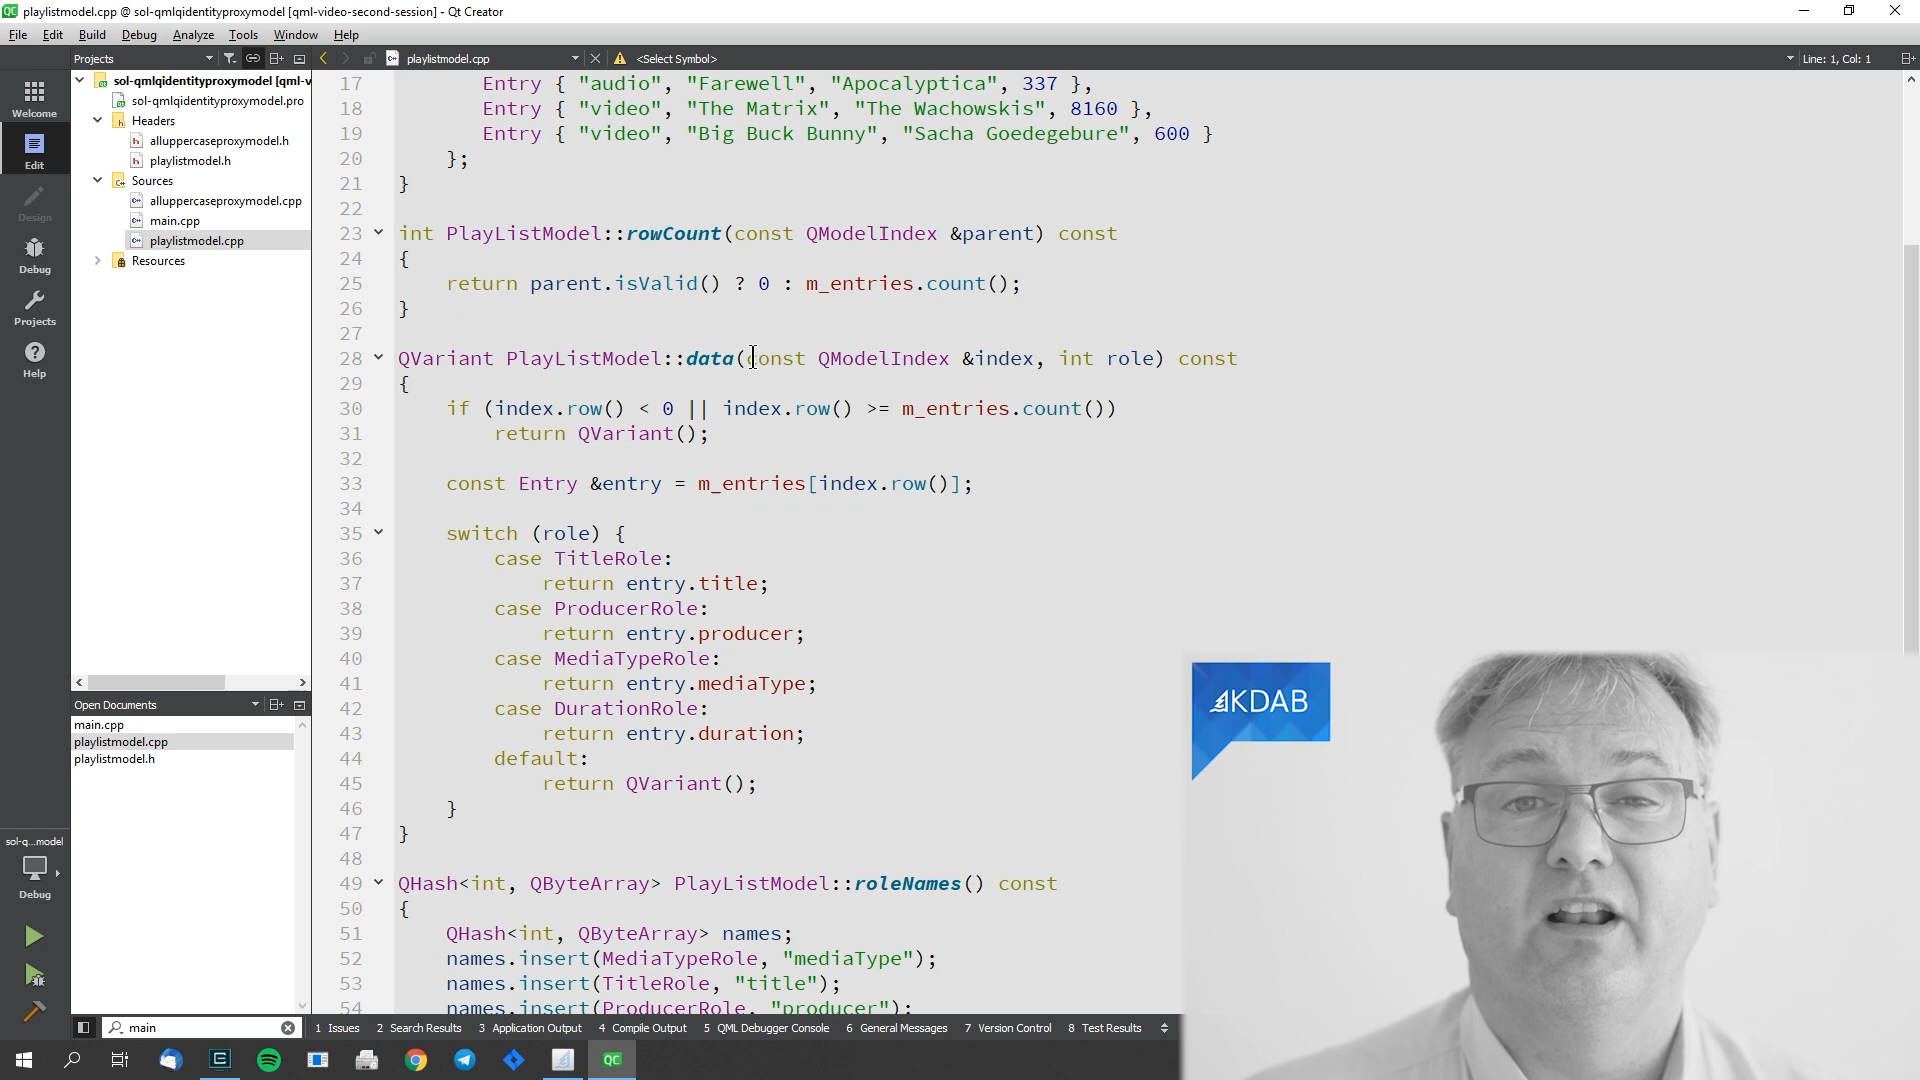 playlistmodel.cpp @ sol-qmlqidentityproxymodel [qml-video-second-session] - Qt Creator
File Edit Build Debug Analyze Tools Window Help
Projects
playlistmodel.cpp
<Select Symbol>
Line: 1, Col: 1
Welcome
Edit
Design
Debug
Projects
Help
sol-qmlqidentityproxymodel [qml-v
sol-qmlqidentityproxymodel.pro
Headers
alluppercaseproxymodel.h
playlistmodel.h
Sources
alluppercaseproxymodel.cpp
main.cpp
playlistmodel.cpp
Resources
17 Entry { "audio", "Farewell", "Apocalyptica", 337 },
18 Entry { "video", "The Matrix", "The Wachowskis", 8160 },
19 Entry { "video", "Big Buck Bunny", "Sacha Goedegebure", 600 }
20 };
21 }
22
23 int PlayListModel::rowCount(const QModelIndex &parent) const
24 {
25 return parent.isValid() ? 0 : m_entries.count();
26 }
27
28 QVariant PlayListModel::data(const QModelIndex &index, int role) const
29 {
30 if (index.row() < 0 || index.row() >= m_entries.count())
31 return QVariant();
32
33 const Entry &entry = m_entries[index.row()];
34
35 switch (role) {
36 case TitleRole:
37 return entry.title;
38 case ProducerRole:
39 return entry.producer;
40 case MediaTypeRole:
41 return entry.mediaType;
42 case DurationRole:
43 return entry.duration;
44 default:
45 return QVariant();
46 }
47 }
48
49 QHash<int, QByteArray> PlayListModel::roleNames() const
50 {
51 QHash<int, QByteArray> names;
52 names.insert(MediaTypeRole, "mediaType");
53 names.insert(TitleRole, "title");
54 names.insert(ProducerRole, "producer");
Open Documents
main.cpp
playlistmodel.cpp
playlistmodel.h
sol-q...model
Debug
main
1 Issues 2 Search Results 3 Application Output 4 Compile Output 5 QML Debugger Console 6 General Messages 7 Version Control 8 Test Results
KDAB